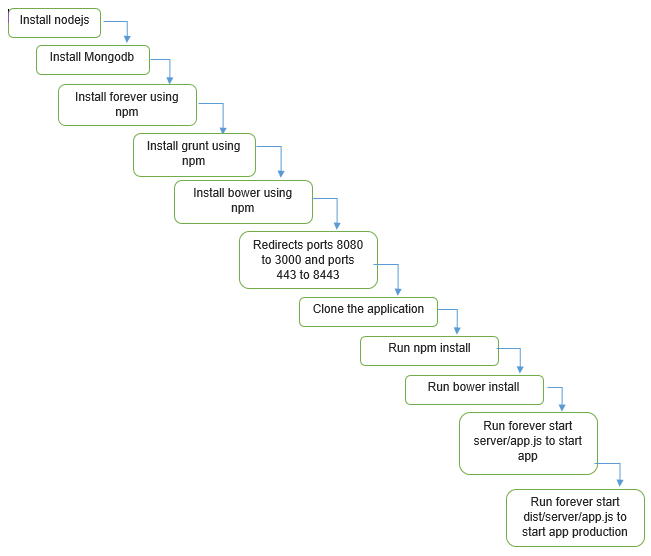 Install nodejs
Install Mongodb
Install forever using
npm
Install grunt using
npm
Install bower using
npm
Redirects ports 8080
to 3000 and ports
443 to 8443
Clone the application
Run npm install
Run bower install
Run forever start
server/app.js to start
app
Run forever start
dist/server/app.js to
start app production